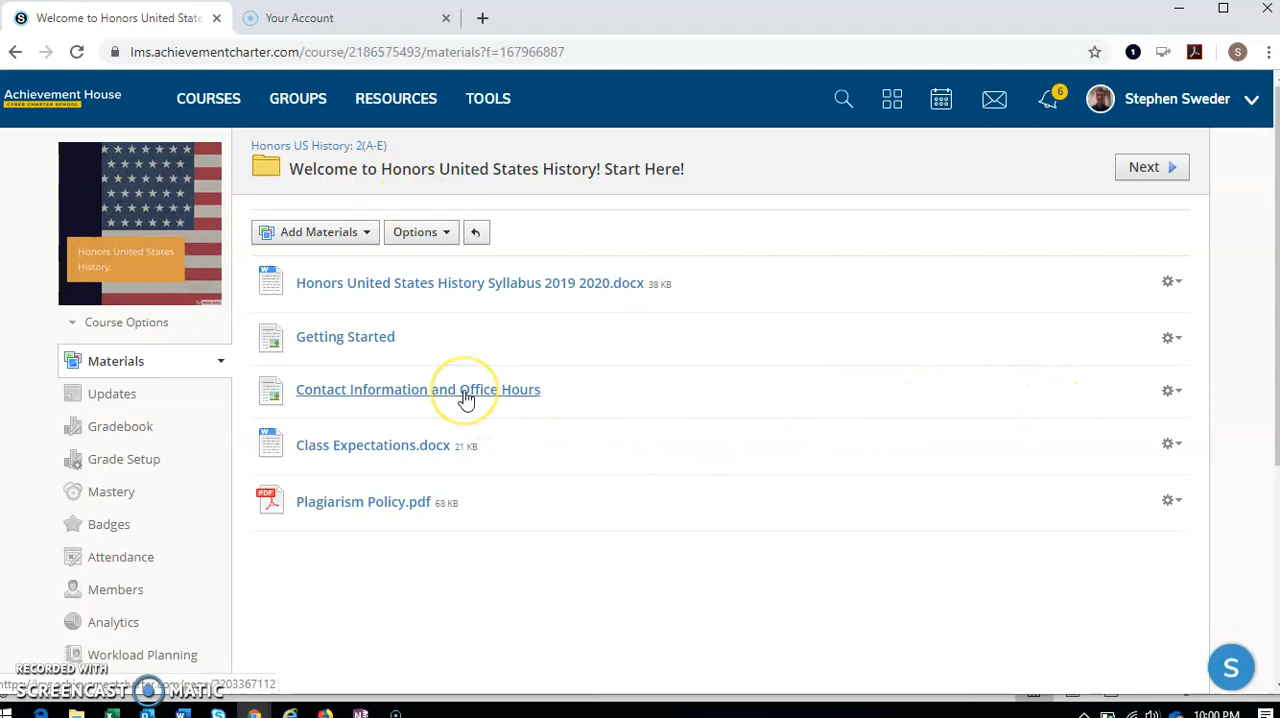 Welcome to Honors United State
Your Account
lms.achievementcharter.com/course/2186575493/materials?f=167966887
1
S
Achievement House
CYBER CHARTER SCHOOL
COURSES
GROUPS
RESOURCES
TOOLS
6
Stephen Sweder
Honors United States
History.
Course Options
Materials
Updates
Gradebook
Grade Setup
Mastery
Badges
Attendance
Members
Analytics
Workload Planning
Honors US History: 2(A-E)
Welcome to Honors United States History! Start Here!
Next
Add Materials
Options
Honors United States History Syllabus 2019 2020.docx 38 KB
Getting Started
Contact Information and Office Hours
Class Expectations.docx 21 KB
PDF
Plagiarism Policy.pdf 68 KB
S
RECORDED WITH
SCREENCAST MATIC
10:00 PM